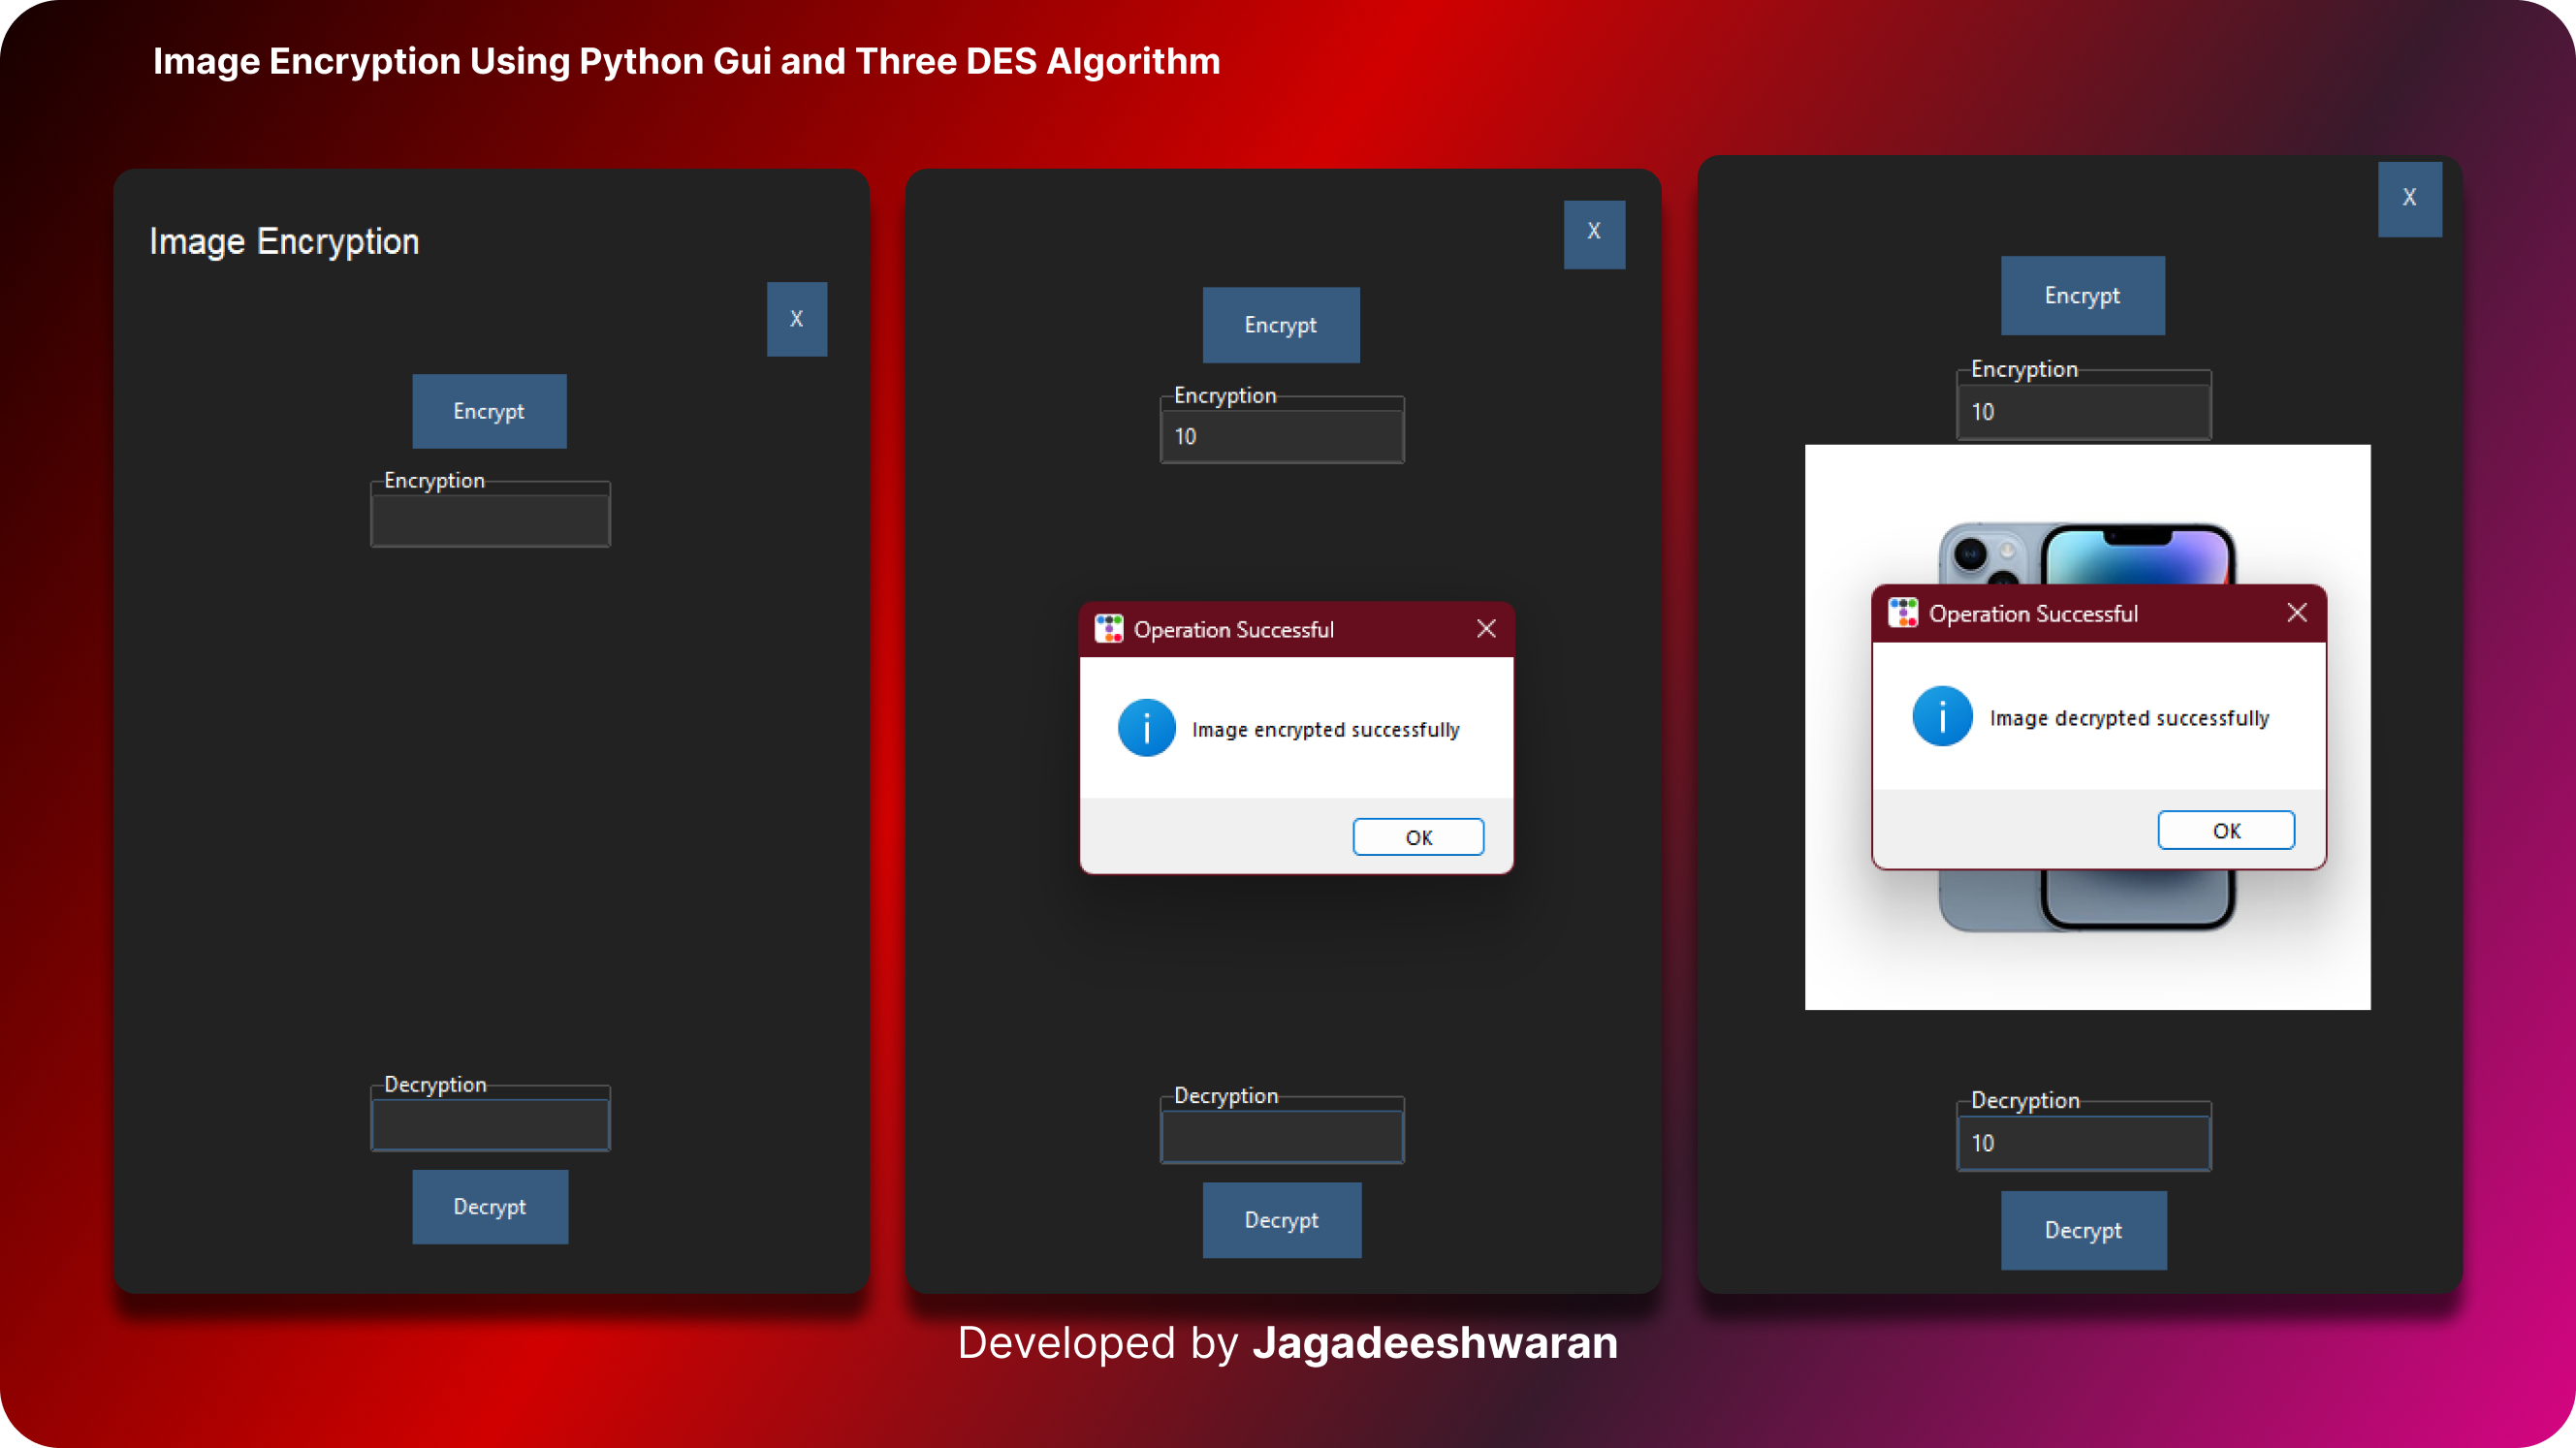 Image Encryption Using Python Gui and Three DES Algorithm
Image Encryption
X
Encrypt
Encryption
Decryption
Decrypt
X
Encrypt
Encryption
10
Operation Successful
Image encrypted successfully
OK
Decryption
Decrypt
X
Encrypt
Encryption
10
Operation Successful
Image decrypted successfully
OK
Decryption
10
Decrypt
Developed by Jagadeeshwaran